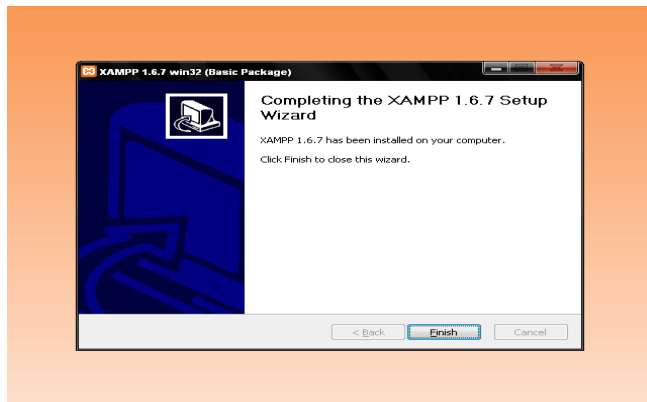 XAMPP 1.6.7 win32 (Basic Package)
Completing the XAMPP 1.6.7 Setup
Wizard
XAMPP 1.6.7 has been installed on your computer.
Click Finish to close this wizard.
< Back Finish Cancel